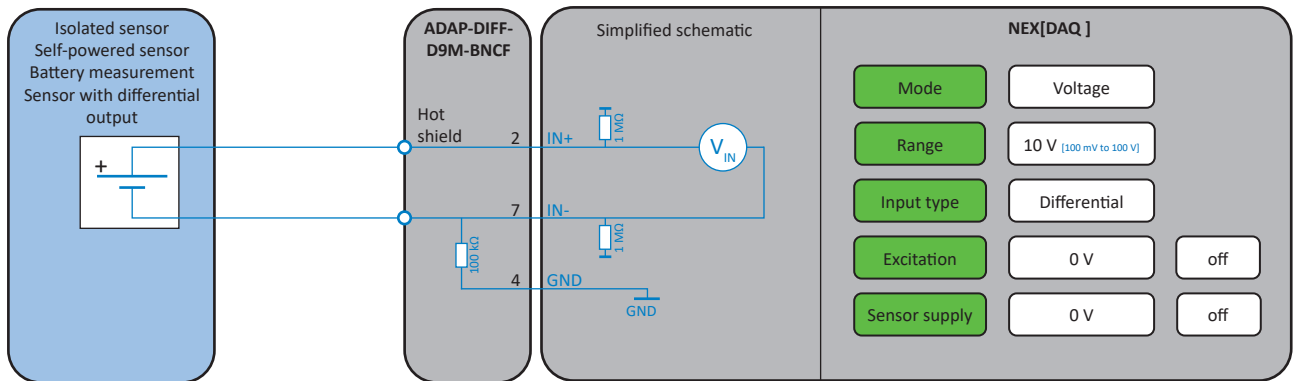 Isolated sensor
Self-powered sensor
Battery measurement
Sensor with differential
output
+
ADAP-DIFF-
D9M-BNCF
Hot
shield
2
7
4
100 kΩ
Simplified schematic
IN+
1 MΩ
VIN
IN-
1 MΩ
GND
GND
NEX[DAQ ]
Mode
Voltage
Range
10 V [100 mV to 100 V]
Input type
Differential
Excitation
0 V
off
Sensor supply
0 V
off